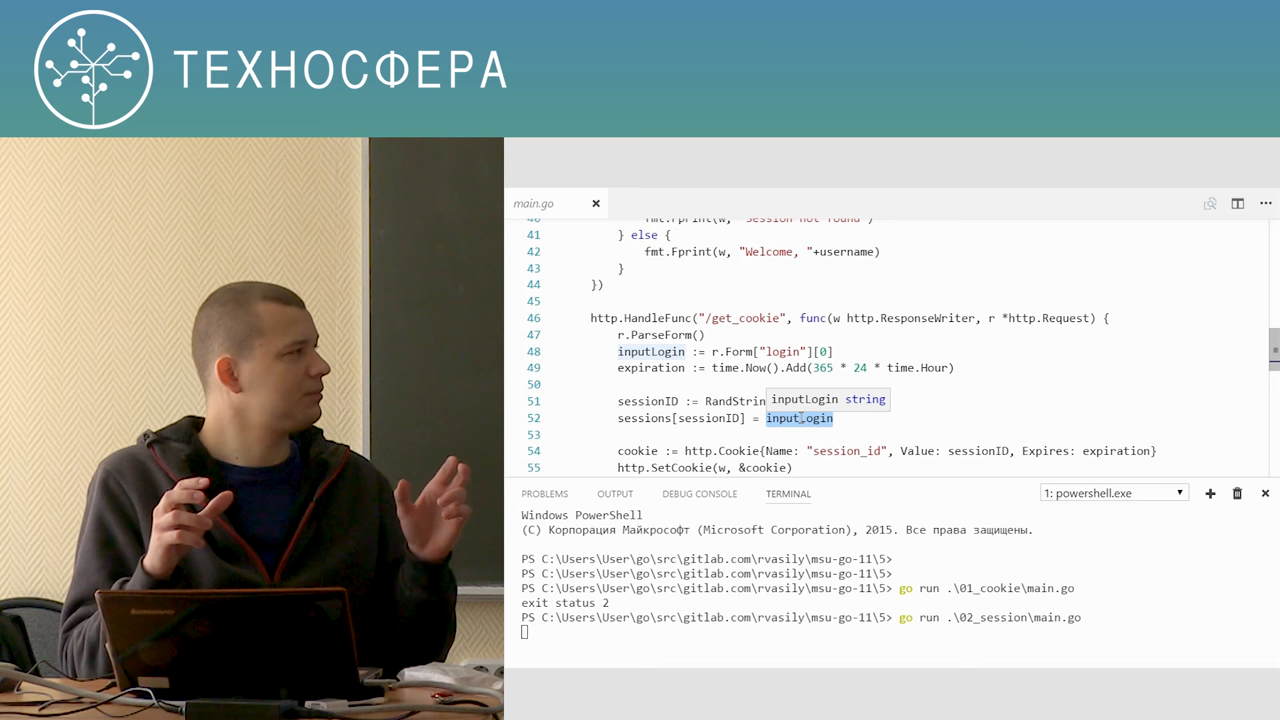 ТЕХНОСФЕРА
main.go
40 fmt.Fprint(w, "Session not found")
41 } else {
42 fmt.Fprint(w, "Welcome, "+username)
43 }
44 })
45
46 http.HandleFunc("/get_cookie", func(w http.ResponseWriter, r *http.Request) {
47 r.ParseForm()
48 inputLogin := r.Form["login"][0]
49 expiration := time.Now().Add(365 * 24 * time.Hour)
50
inputLogin string
51 sessionID := RandStrin
52 sessions[sessionID] = inputLogin
53
54 cookie := http.Cookie{Name: "session_id", Value: sessionID, Expires: expiration}
55 http.SetCookie(w, &cookie)
PROBLEMS OUTPUT DEBUG CONSOLE TERMINAL 1: powershell.exe
Windows PowerShell
(C) Корпорация Майкрософт (Microsoft Corporation), 2015. Все права защищены.
PS C:\Users\User\go\src\gitlab.com\rvasily\msu-go-11\5>
PS C:\Users\User\go\src\gitlab.com\rvasily\msu-go-11\5>
PS C:\Users\User\go\src\gitlab.com\rvasily\msu-go-11\5> go run .\01_cookie\main.go
exit status 2
PS C:\Users\User\go\src\gitlab.com\rvasily\msu-go-11\5> go run .\02_session\main.go